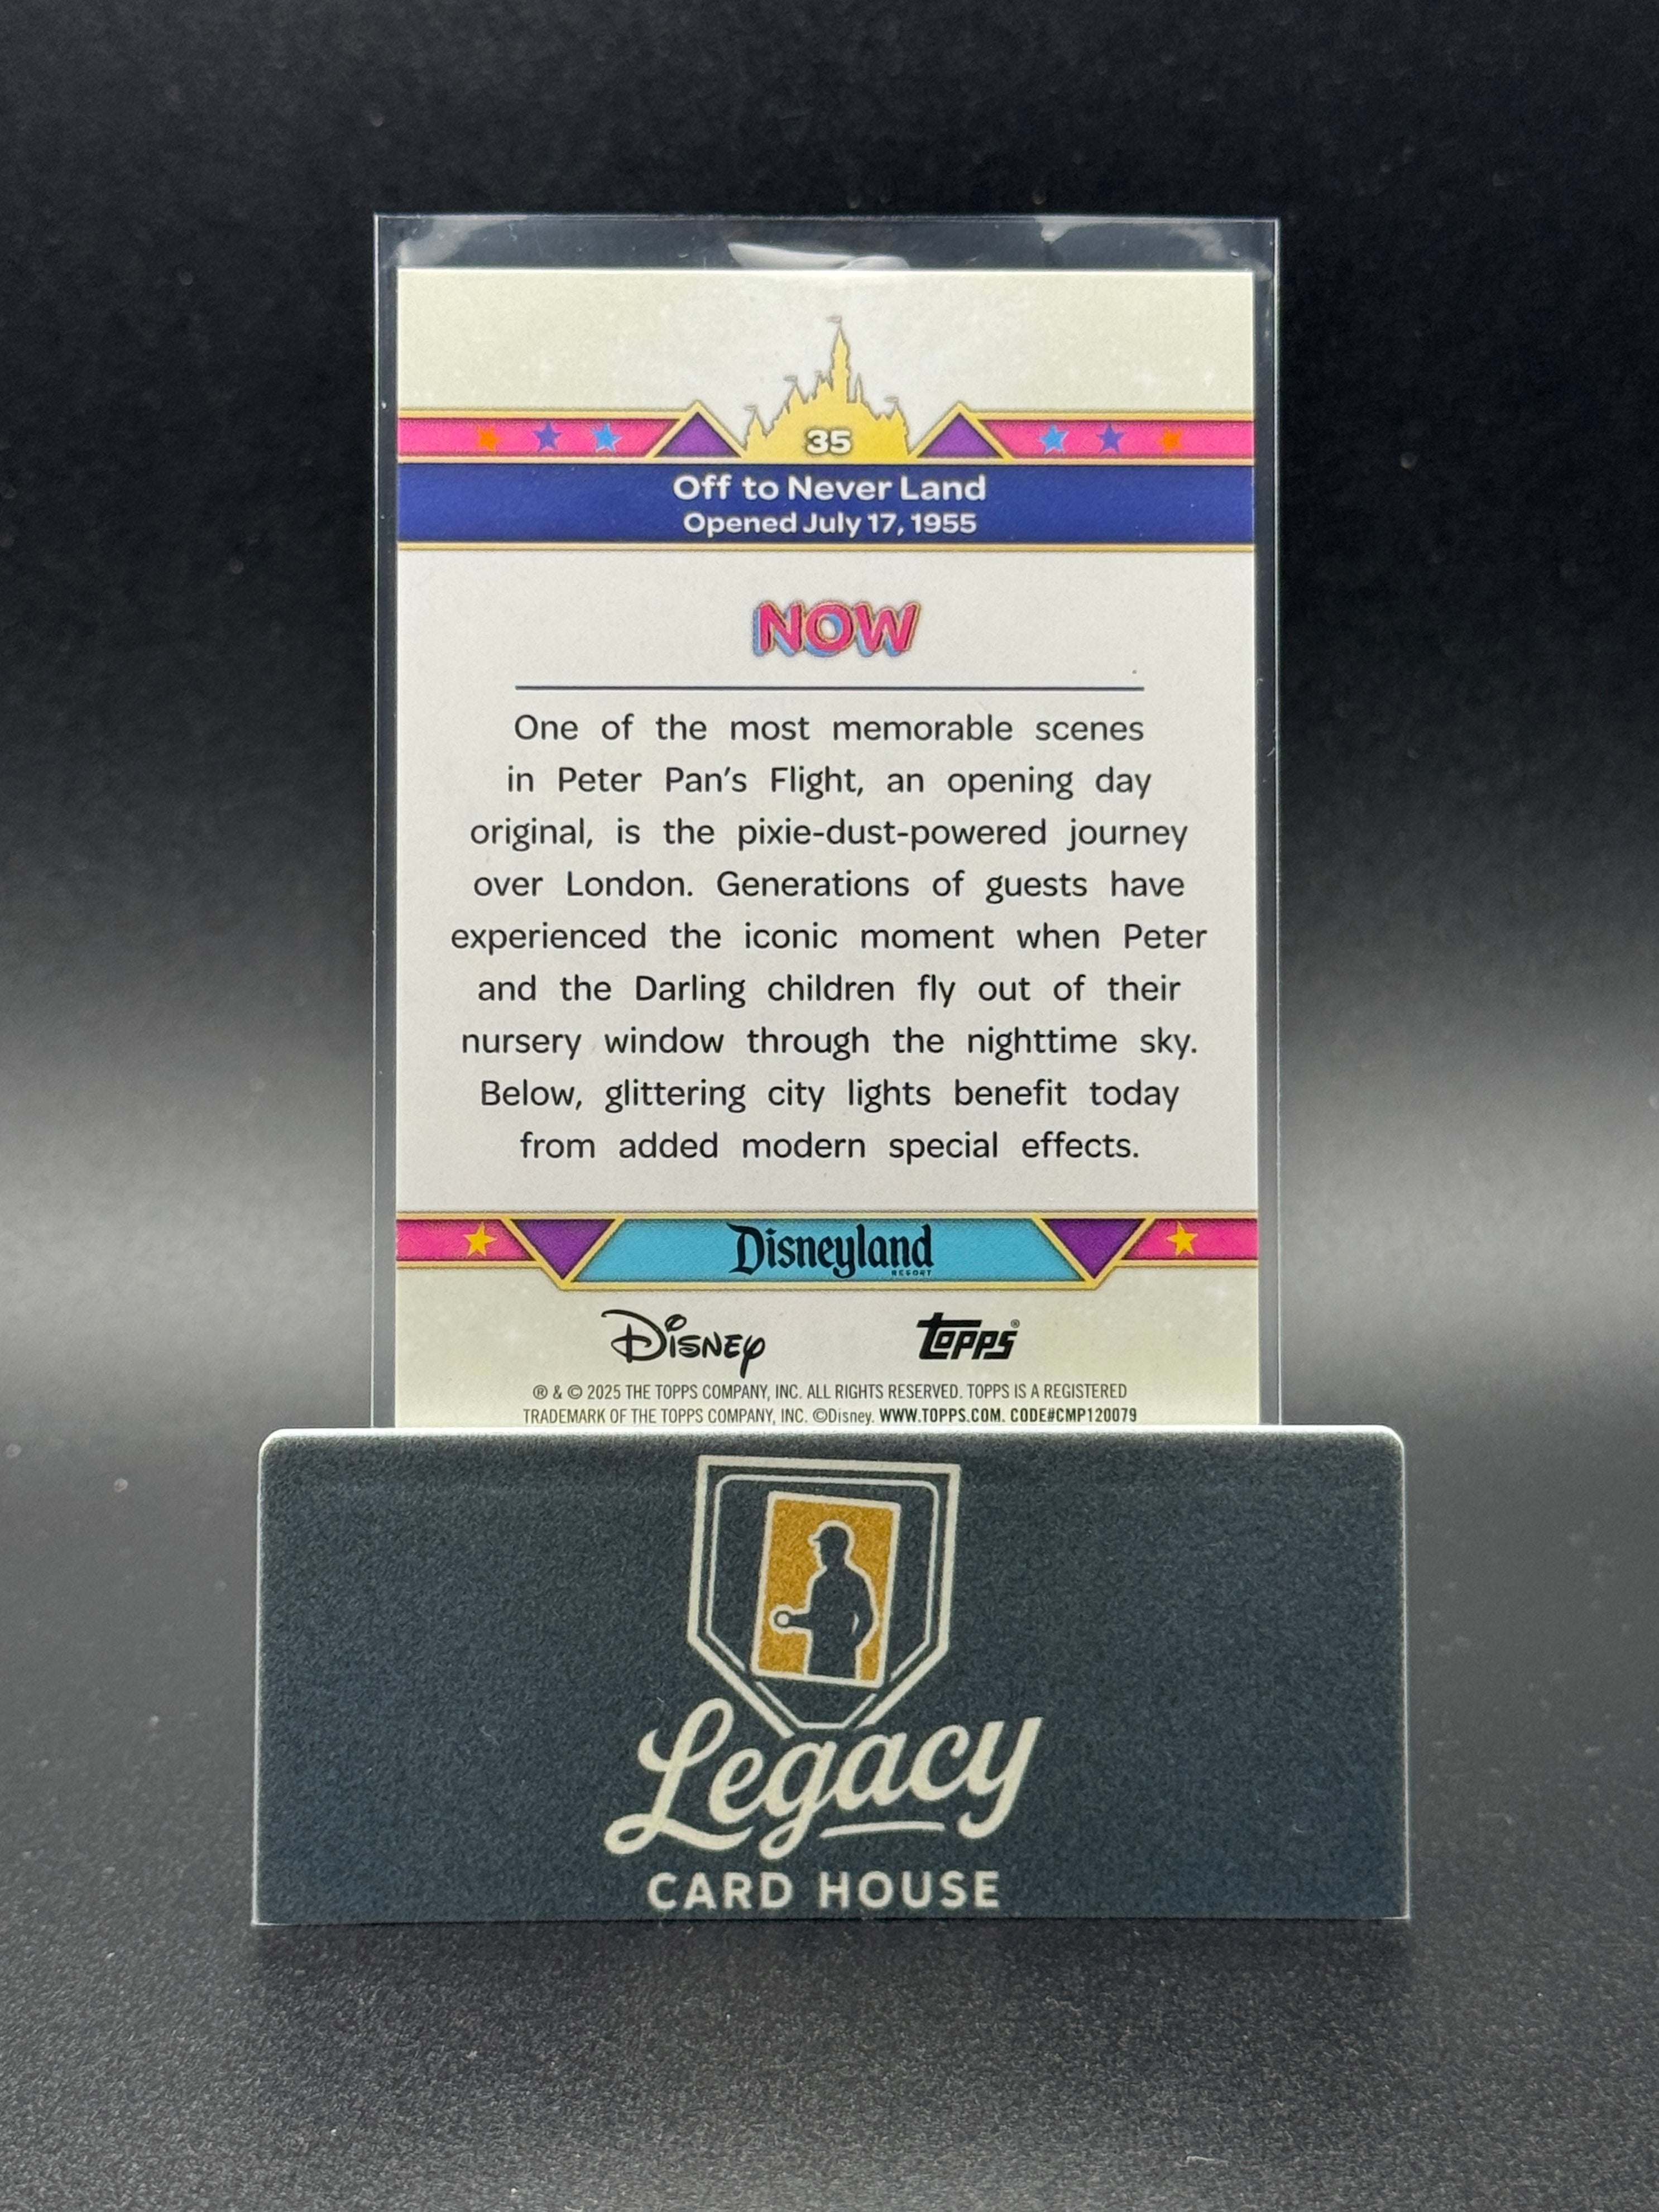 35
Off to Never Land
Opened July 17, 1955
NOW
One of the most memorable scenes
in Peter Pan's Flight, an opening day
original, is the pixie-dust-powered journey
over London. Generations of guests have
experienced the iconic moment when Peter
and the Darling children fly out of their
nursery window through the nighttime sky.
Below, glittering city lights benefit today
from added modern special effects.
Disneyland
RESORT
Disney Topps®
® & © 2025 THE TOPPS COMPANY, INC. ALL RIGHTS RESERVED. TOPPS IS A REGISTERED
TRADEMARK OF THE TOPPS COMPANY, INC. ©Disney. WWW.TOPPS.COM. CODE#CMP120079
Legacy
CARD HOUSE